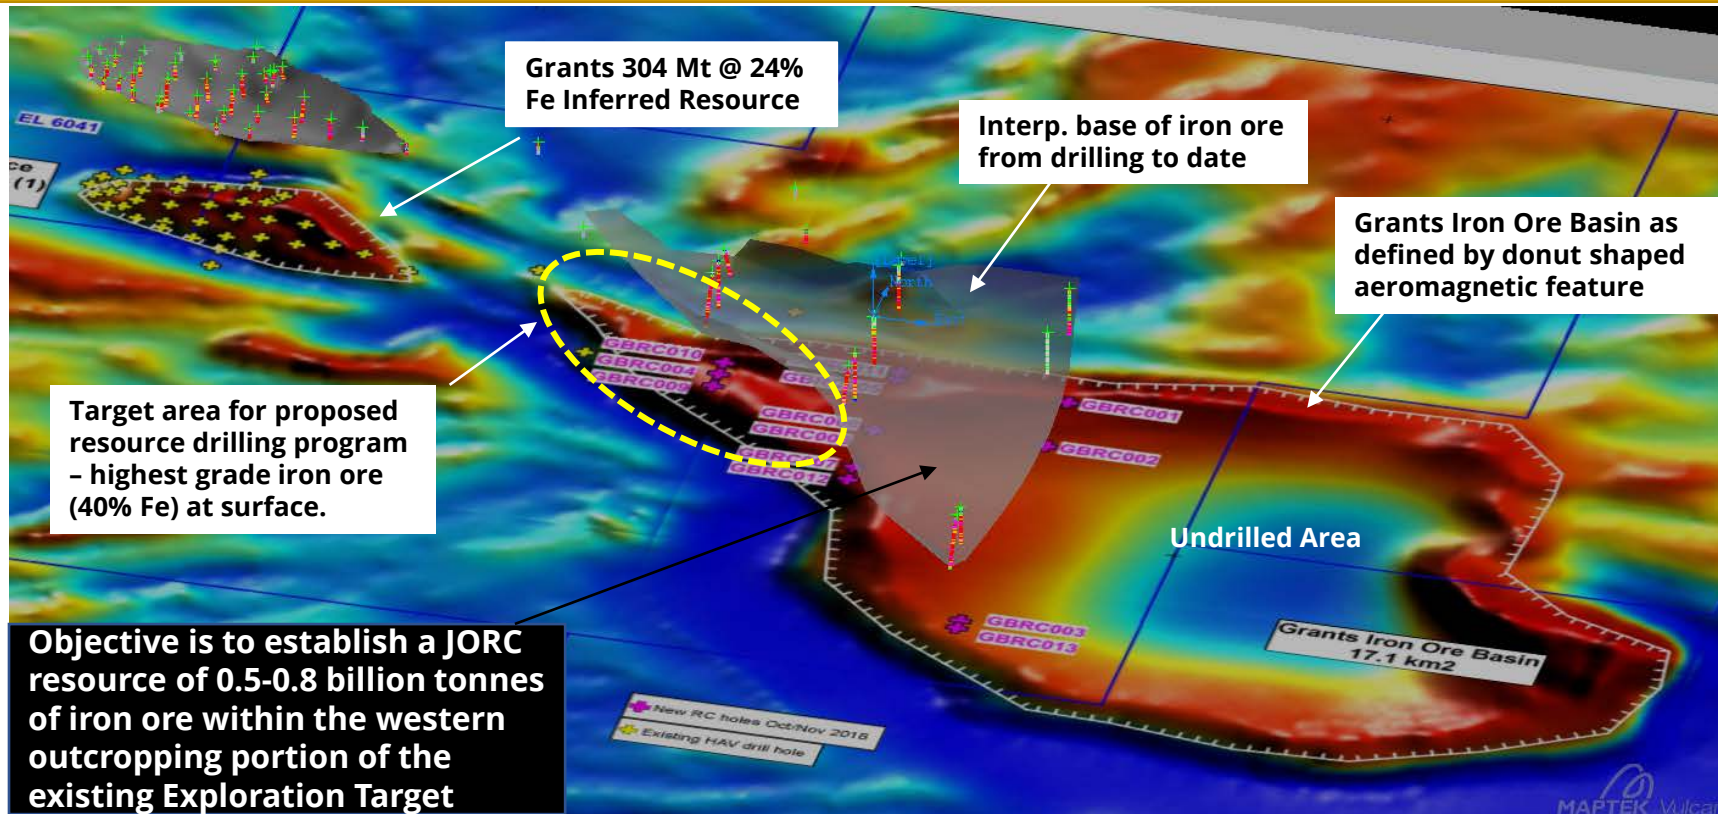 Grants 304 Mt @ 24%
Fe Inferred Resource
Interp. base of iron ore
from drilling to date
Grants Iron Ore Basin as
defined by donut shaped
aeromagnetic feature
EL 6041
(1)
North
GBRC010
GBRC004
GBRC009
GBRC001
GBRC002
GBRC012
Target area for proposed
resource drilling program
– highest grade iron ore
(40% Fe) at surface.
Undrilled Area
GBRC003
GBRC013
Grants Iron Ore Basin
17.1 km2
Objective is to establish a JORC
resource of 0.5-0.8 billion tonnes
of iron ore within the western
outcropping portion of the
existing Exploration Target
New RC holes Oct/Nov 2018
Existing HAV drill hole
MAPTEK Vulcan